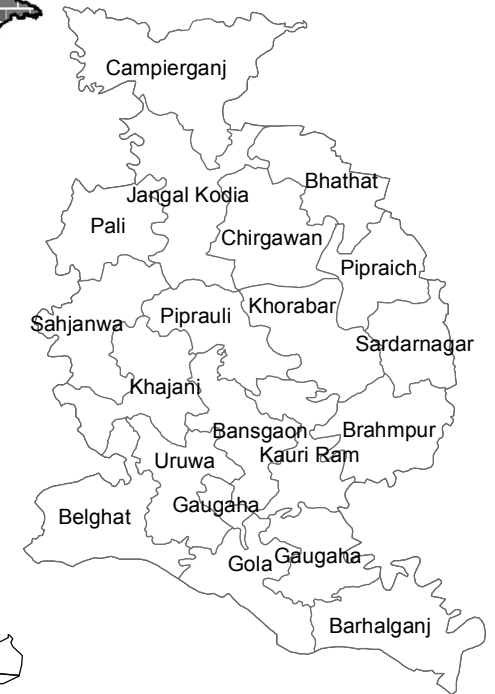 Campierganj
Bhathat
Jangal Kodia
Pali
Chirgawan
Pipraich
Khorabar
Piprauli
Sahjanwa
Sardarnagar
Khajani
Bansgaon
Brahmpur
Kauri Ram
Uruwa
Gaugaha
Belghat
Gaugaha
Gola
Barhalganj